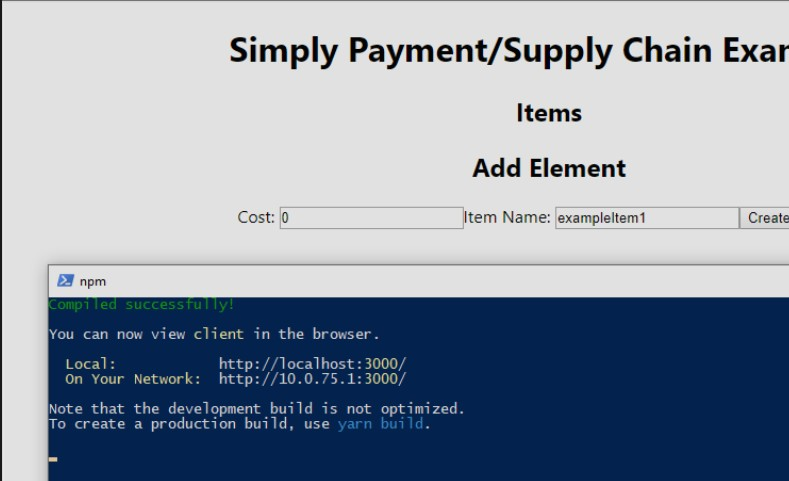 Simply Payment/Supply Chain
Items
Add Element
Cost: 0 Item Name: exampleItem1 Create
npm
Compiled successfully!
You can now view client in the browser.
Local: http://localhost:3000/
On Your Network: http://10.0.75.1:3000/
Note that the development build is not optimized.
To create a production build, use yarn build.